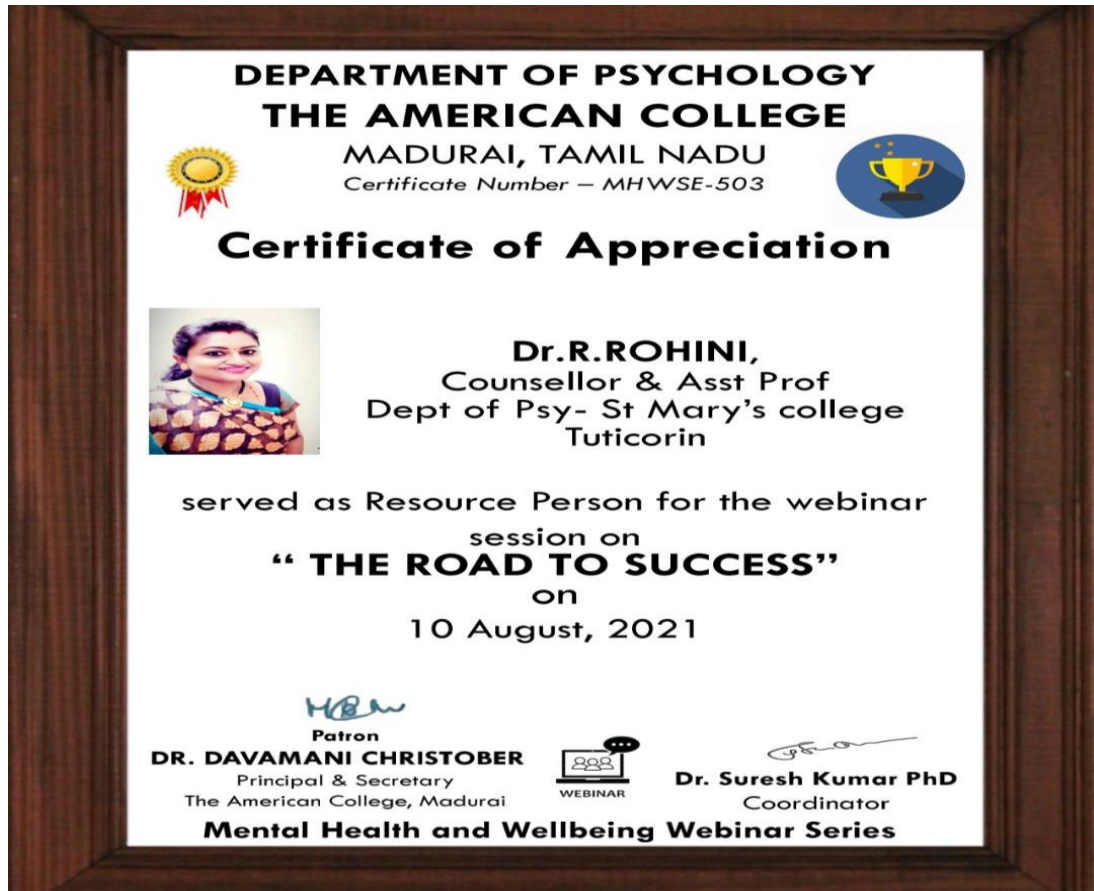 DEPARTMENT OF PSYCHOLOGY
THE AMERICAN COLLEGE
MADURAI, TAMIL NADU
Certificate Number – MHWSE-503
Certificate of Appreciation
Dr.R.ROHINI,
Counsellor & Asst Prof
Dept of Psy- St Mary’s college
Tuticorin
served as Resource Person for the webinar
session on
“ THE ROAD TO SUCCESS”
on
10 August, 2021
Patron
DR. DAVAMANI CHRISTOBER
Principal & Secretary
The American College, Madurai
WEBINAR
Dr. Suresh Kumar PhD
Coordinator
Mental Health and Wellbeing Webinar Series